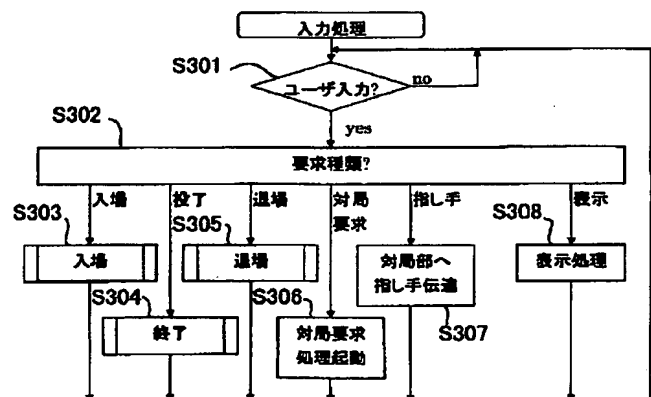 入力処理
S301
ユーザ入力?
no
yes
S302
要求種類?
入場
投了
退場
対局
要求
指し手
表示
S303
入場
S304
終了
S305
退場
S306
対局要求
処理起動
対局部へ
指し手伝達
S307
S308
表示処理